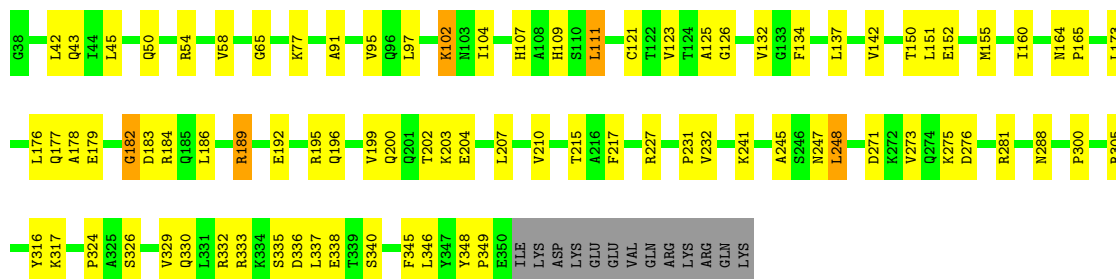 G38 L42 Q43 I44 L45 Q50 R54 V58 G65 K77 A91 V95 Q96 L97 K102 N103 I104 H107 A108 H109 S110 L111 C121 T122 V123 T124 A125 G126 V132 G133 F134 L137 V142 T150 L151 E152 M155 I160 N164 P165
L176 Q177 A178 E179 G182 D183 R184 Q185 L186 R189 E192 R195 Q196 V199 Q200 Q201 T202 K203 E204 L207 V210 T215 A216 F217 R227 P231 V232 K241 A245 S246 N247 L248 D271 K272 V273 Q274 K275 D276 R281 N288 P300
Y316 K317 P324 A325 S326 V329 Q330 L331 R332 R333 K334 S335 D336 L337 E338 T339 S340 F345 L346 Y347 Y348 P349 E350 ILE LYS ASP LYS GLU GLU VAL GLN ARG LYS ARG GLN LYS